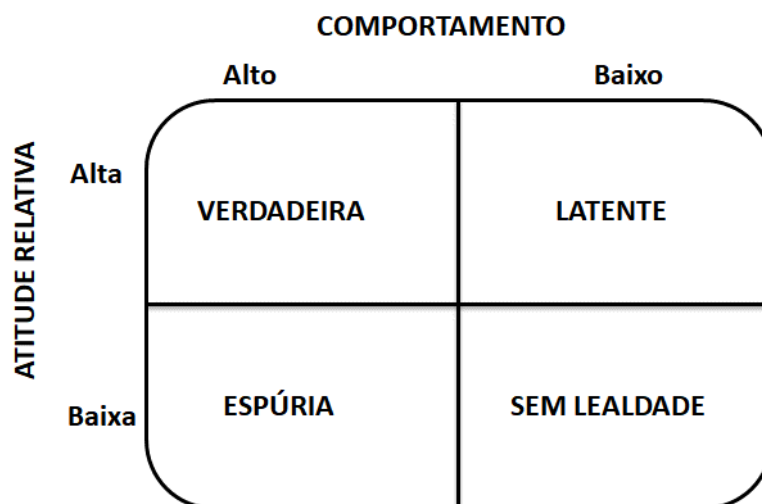 COMPORTAMENTO
Alto Baixo
ATITUDE RELATIVA
Alta
VERDADEIRA LATENTE
Baixa
ESPÚRIA SEM LEALDADE